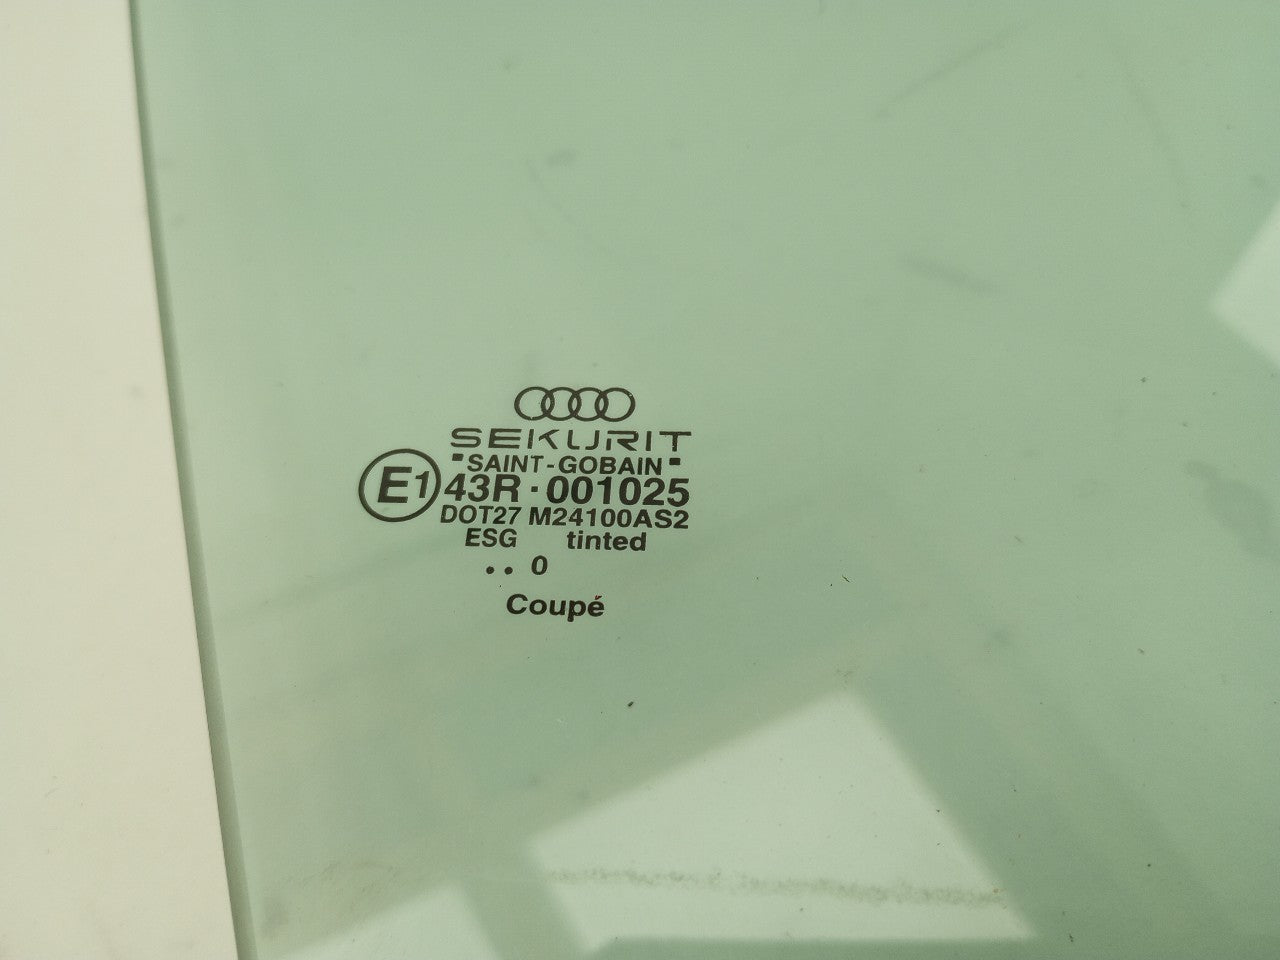 SEKURIT
"SAINT-GOBAIN"
E1 43R·001025
DOT27 M24100AS2
ESG tinted
.. 0
Coupé